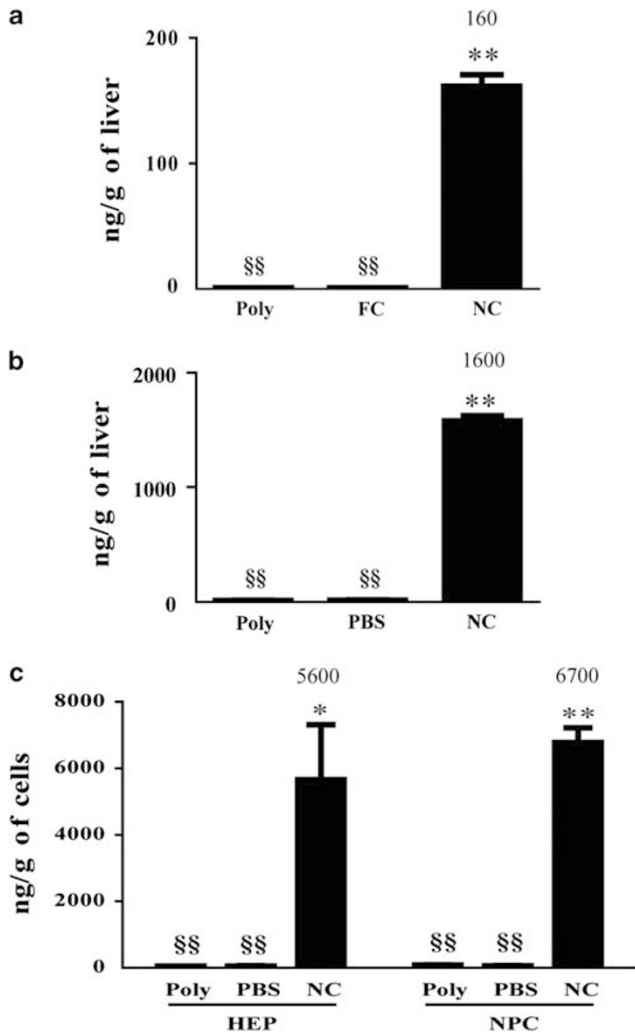 a
160
200
**
100
§§ §§
0
Poly FC NC
ng/g of liver
b
1600
2000
**
1000
§§ §§
0
Poly PBS NC
ng/g of liver
c
5600 6700
8000
* **
6000
4000
2000
§§ §§ §§ §§
0
Poly PBS NC Poly PBS NC
HEP NPC
ng/g of cells